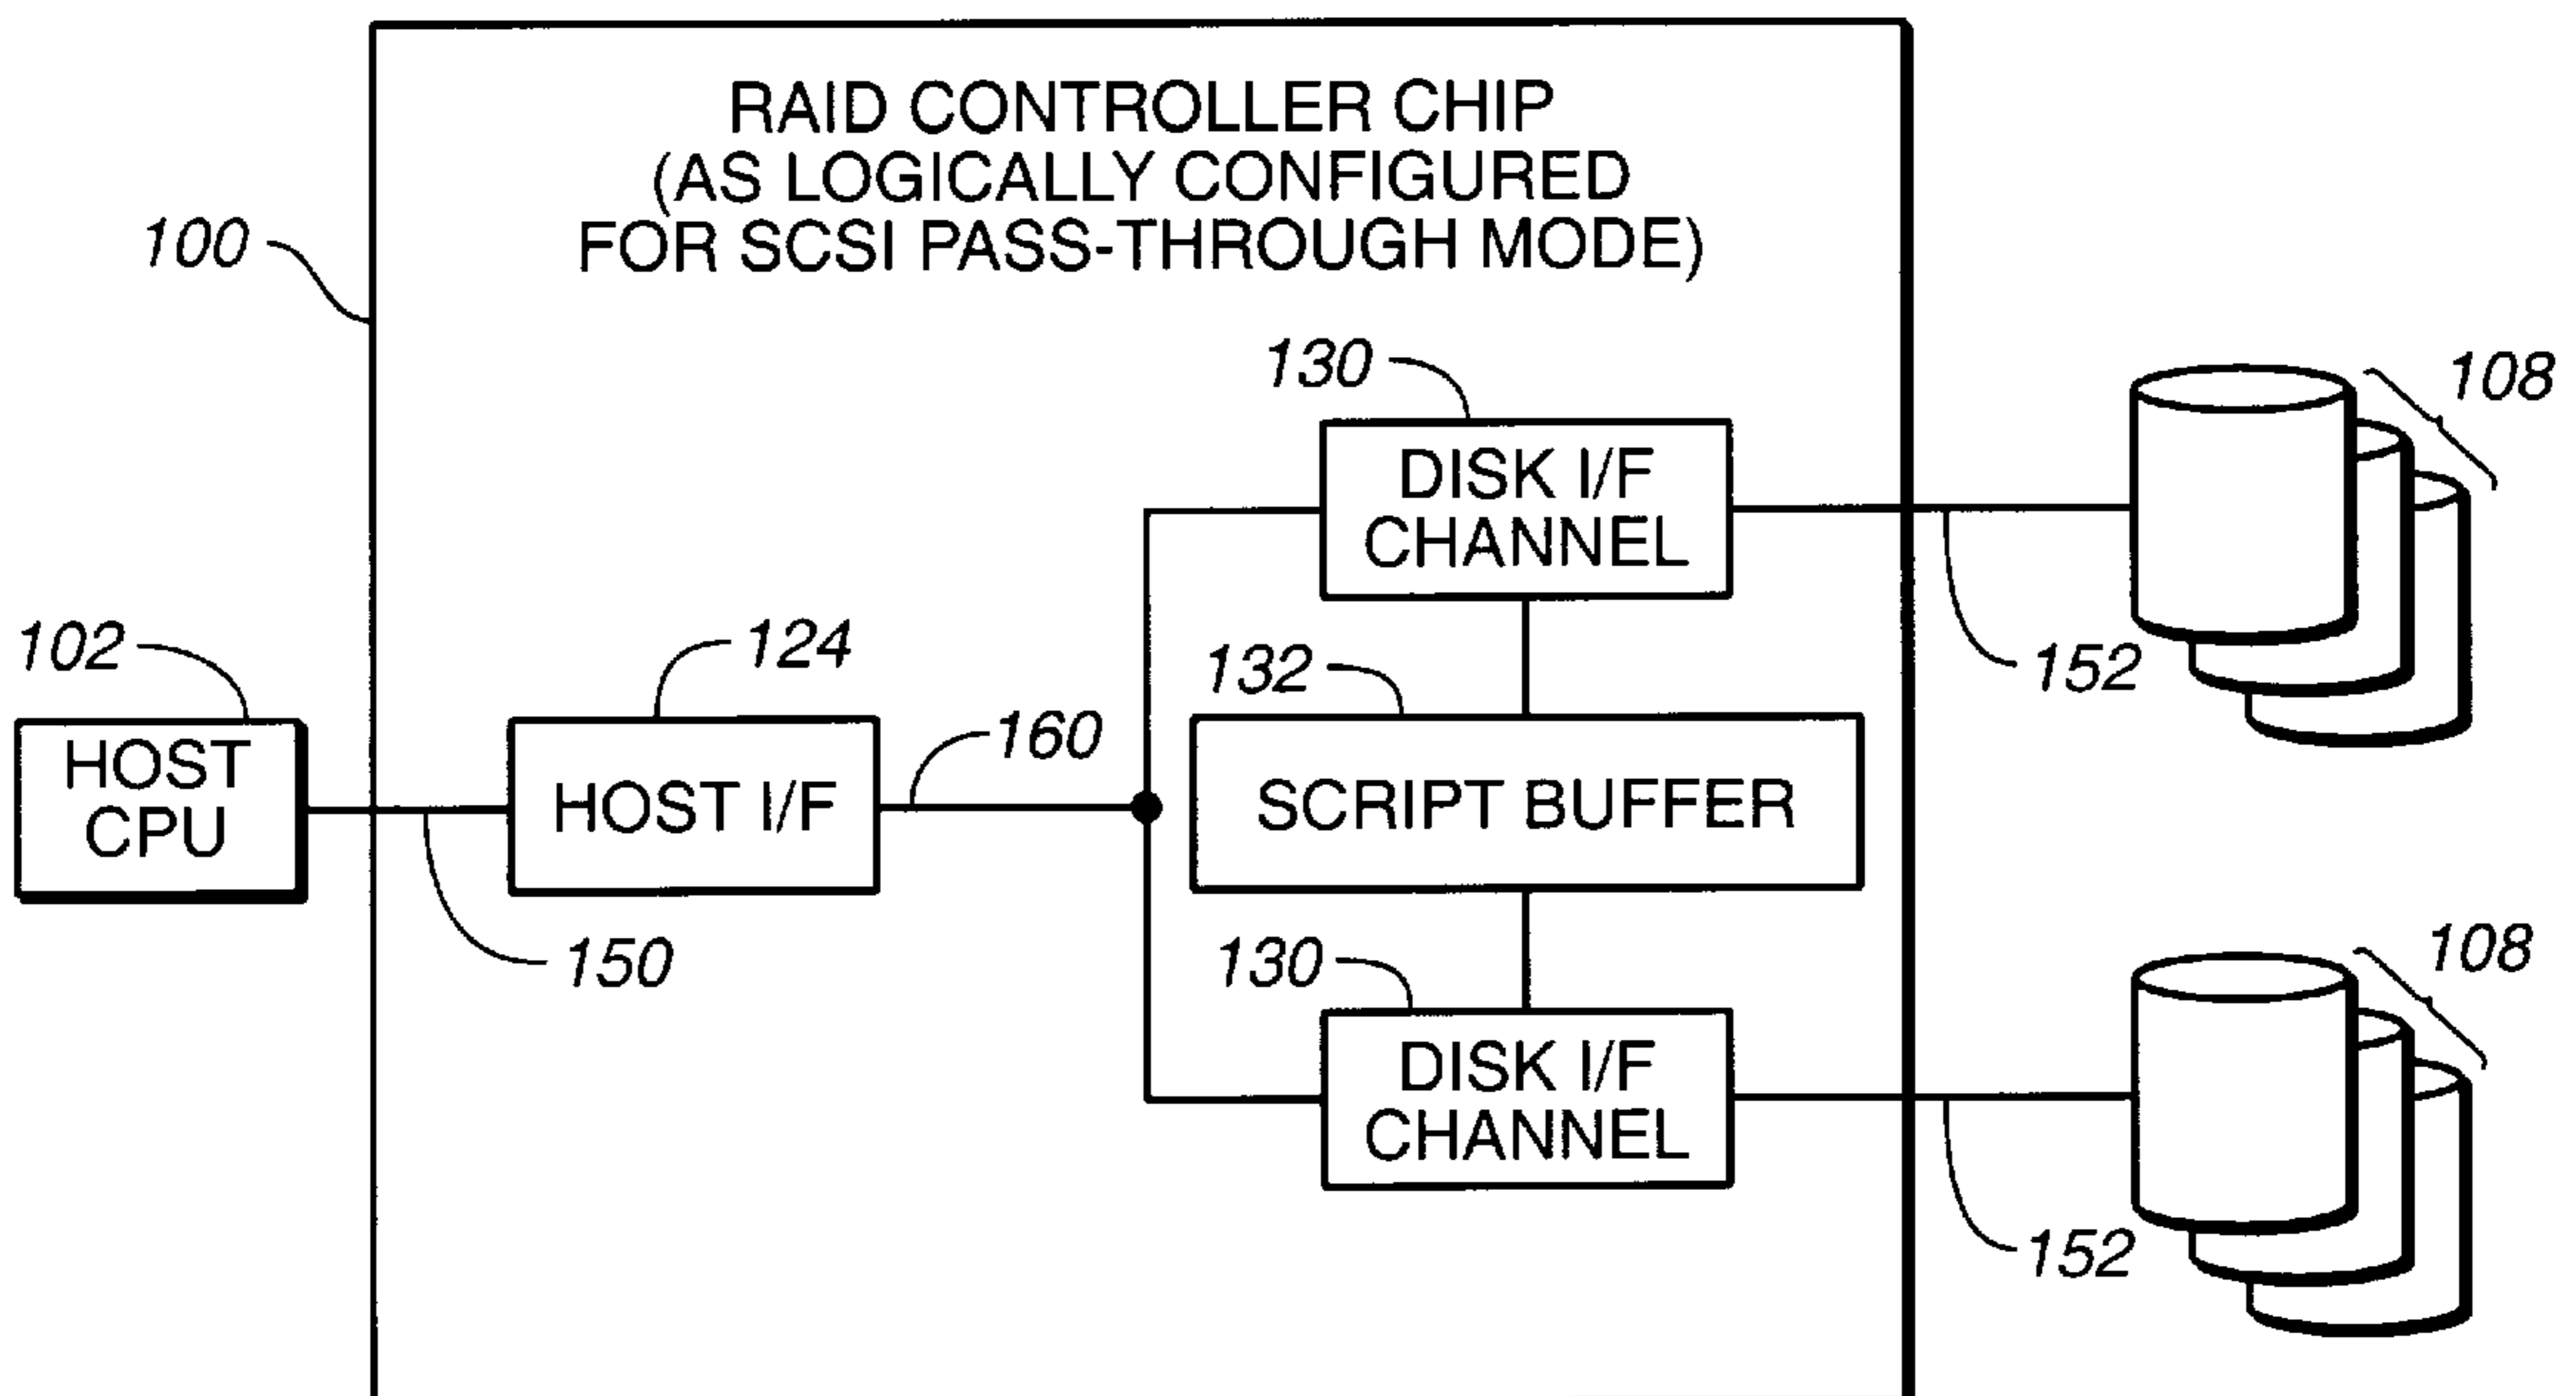 RAID CONTROLLER CHIP
(AS LOGICALLY CONFIGURED
FOR SCSI PASS-THROUGH MODE)
100
130
108
DISK I/F
CHANNEL
102
124
132
152
160
HOST
CPU
HOST I/F
SCRIPT BUFFER
150
130
108
DISK I/F
CHANNEL
152